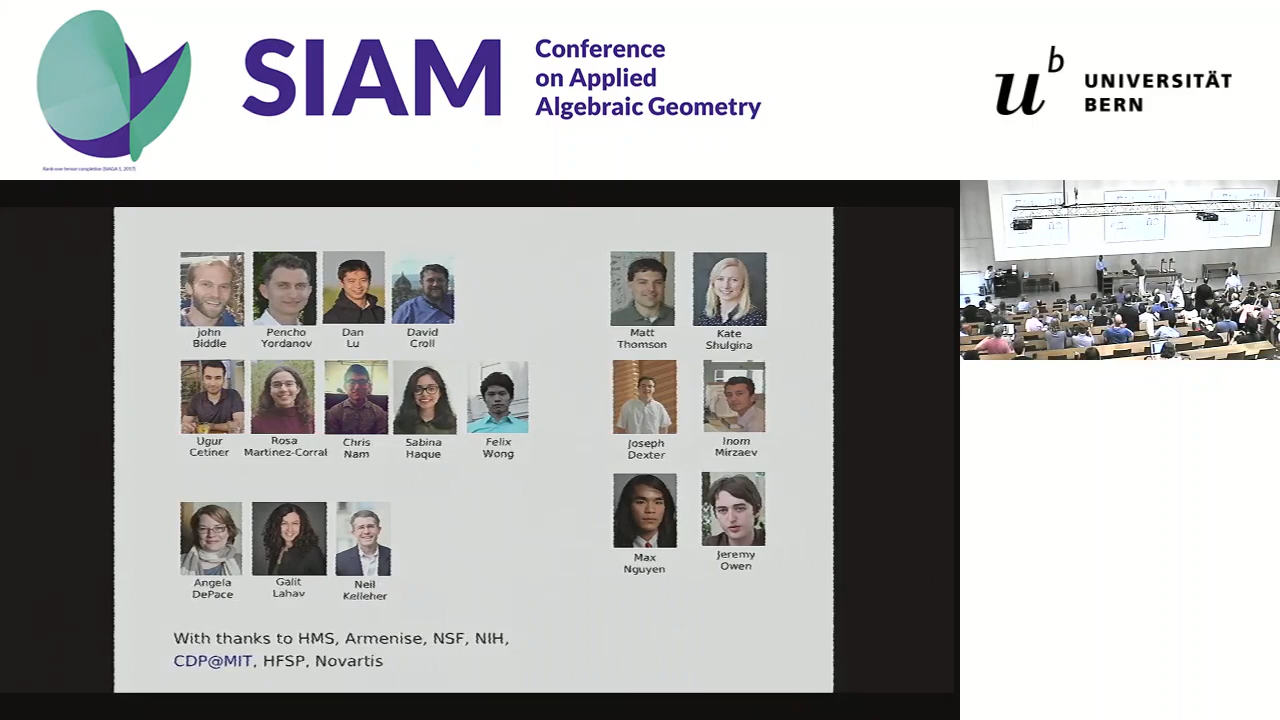 SIAM
Conference
on Applied
Algebraic Geometry
u
b
UNIVERSITÄT
BERN
John
Biddle
Pencho
Yordanov
Dan
Lu
David
Croll
Matt
Thomson
Kate
Shulgina
Ugur
Cetiner
Rosa
Martinez-Corral
Chris
Nam
Sabina
Haque
Felix
Wong
Joseph
Dexter
Inom
Mirzaev
Angela
DePace
Galit
Lahav
Neil
Kelleher
Max
Nguyen
Jeremy
Owen
With thanks to HMS, Armenise, NSF, NIH,
CDP@MIT, HFSP, Novartis